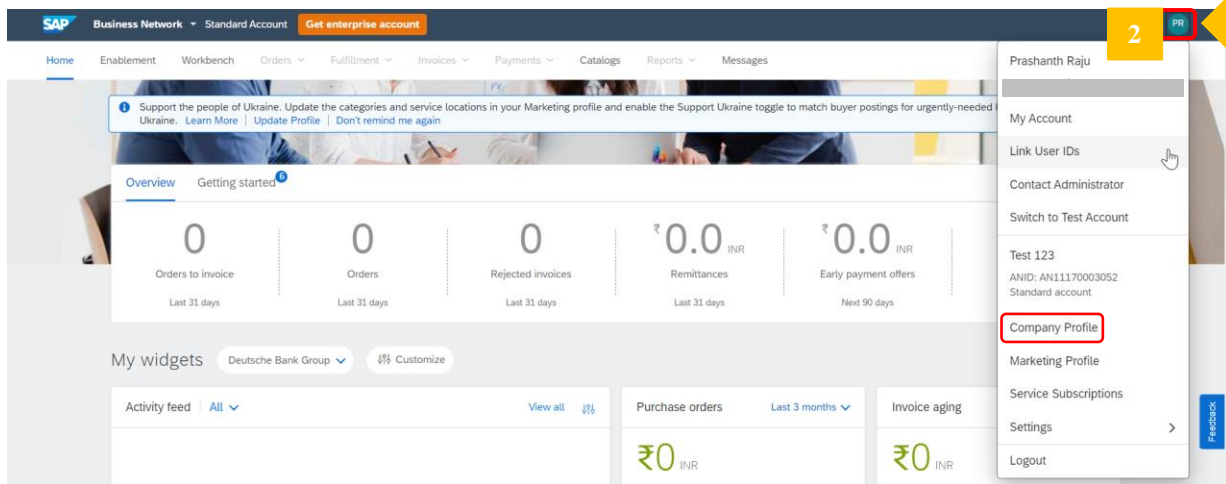 SAP Business Network Standard Account Get enterprise account PR
2
Home Enablement Workbench Orders Fulfillment Invoices Payments Catalogs Reports Messages
Support the people of Ukraine. Update the categories and service locations in your Marketing profile and enable the Support Ukraine toggle to match buyer postings for urgently-needed
Ukraine. Learn More | Update Profile | Don't remind me again
Overview Getting started 6
0 0 0 ₹0.0 INR ₹0.0 INR
Orders to invoice Orders Rejected invoices Remittances Early payment offers
Last 31 days Last 31 days Last 31 days Last 31 days Next 90 days
My widgets Deutsche Bank Group Customize
Activity feed All View all Purchase orders Last 3 months Invoice aging
₹0 INR ₹0 INR
Prashanth Raju
My Account
Link User IDs
Contact Administrator
Switch to Test Account
Test 123
ANID: AN11170003052
Standard account
Company Profile
Marketing Profile
Service Subscriptions
Settings
Logout
Feedback